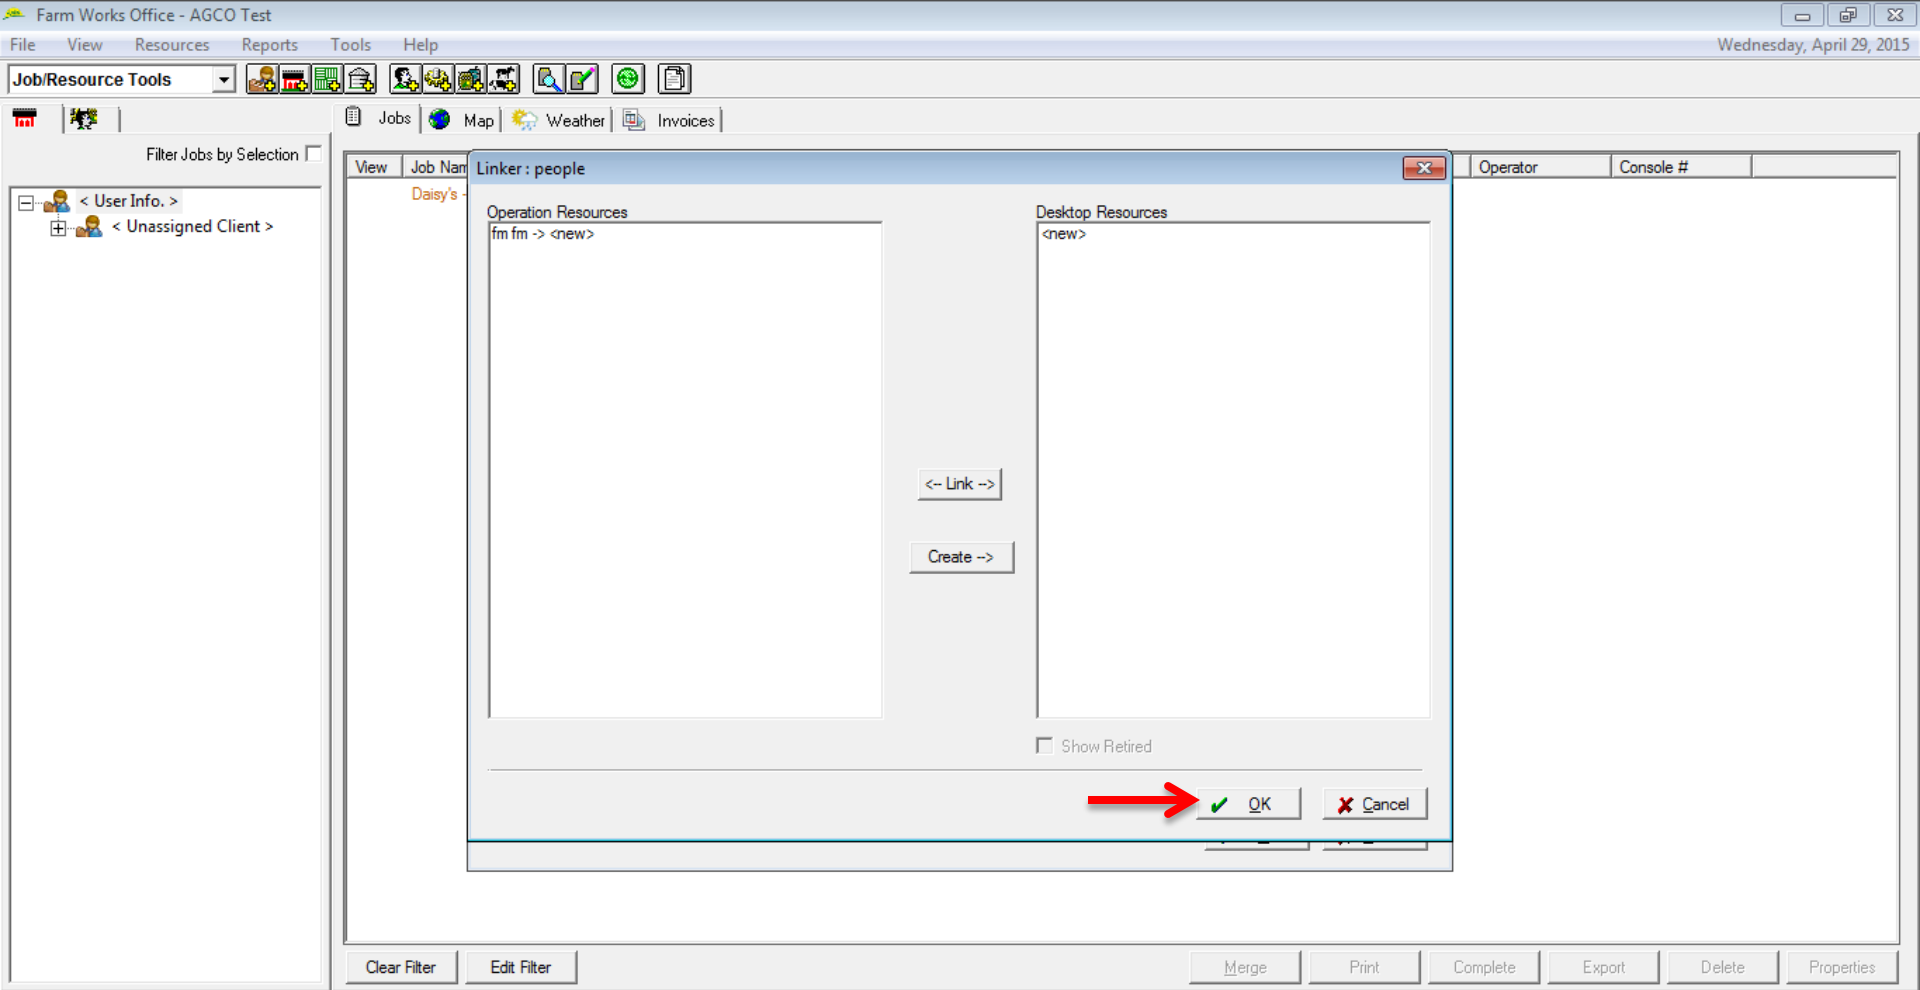 Farm Works Office - AGCO Test
File View Resources Reports Tools Help
Wednesday, April 29, 2015
Job/Resource Tools
Jobs Map Weather Invoices
Filter Jobs by Selection
View Job Nam
Operator Console #
Daisy's -
< User Info. >
< Unassigned Client >
Linker : people
Operation Resources
fm fm -> <new>
Desktop Resources
<new>
<-- Link -->
Create -->
Show Retired
OK Cancel
Clear Filter Edit Filter Merge Print Complete Export Delete Properties